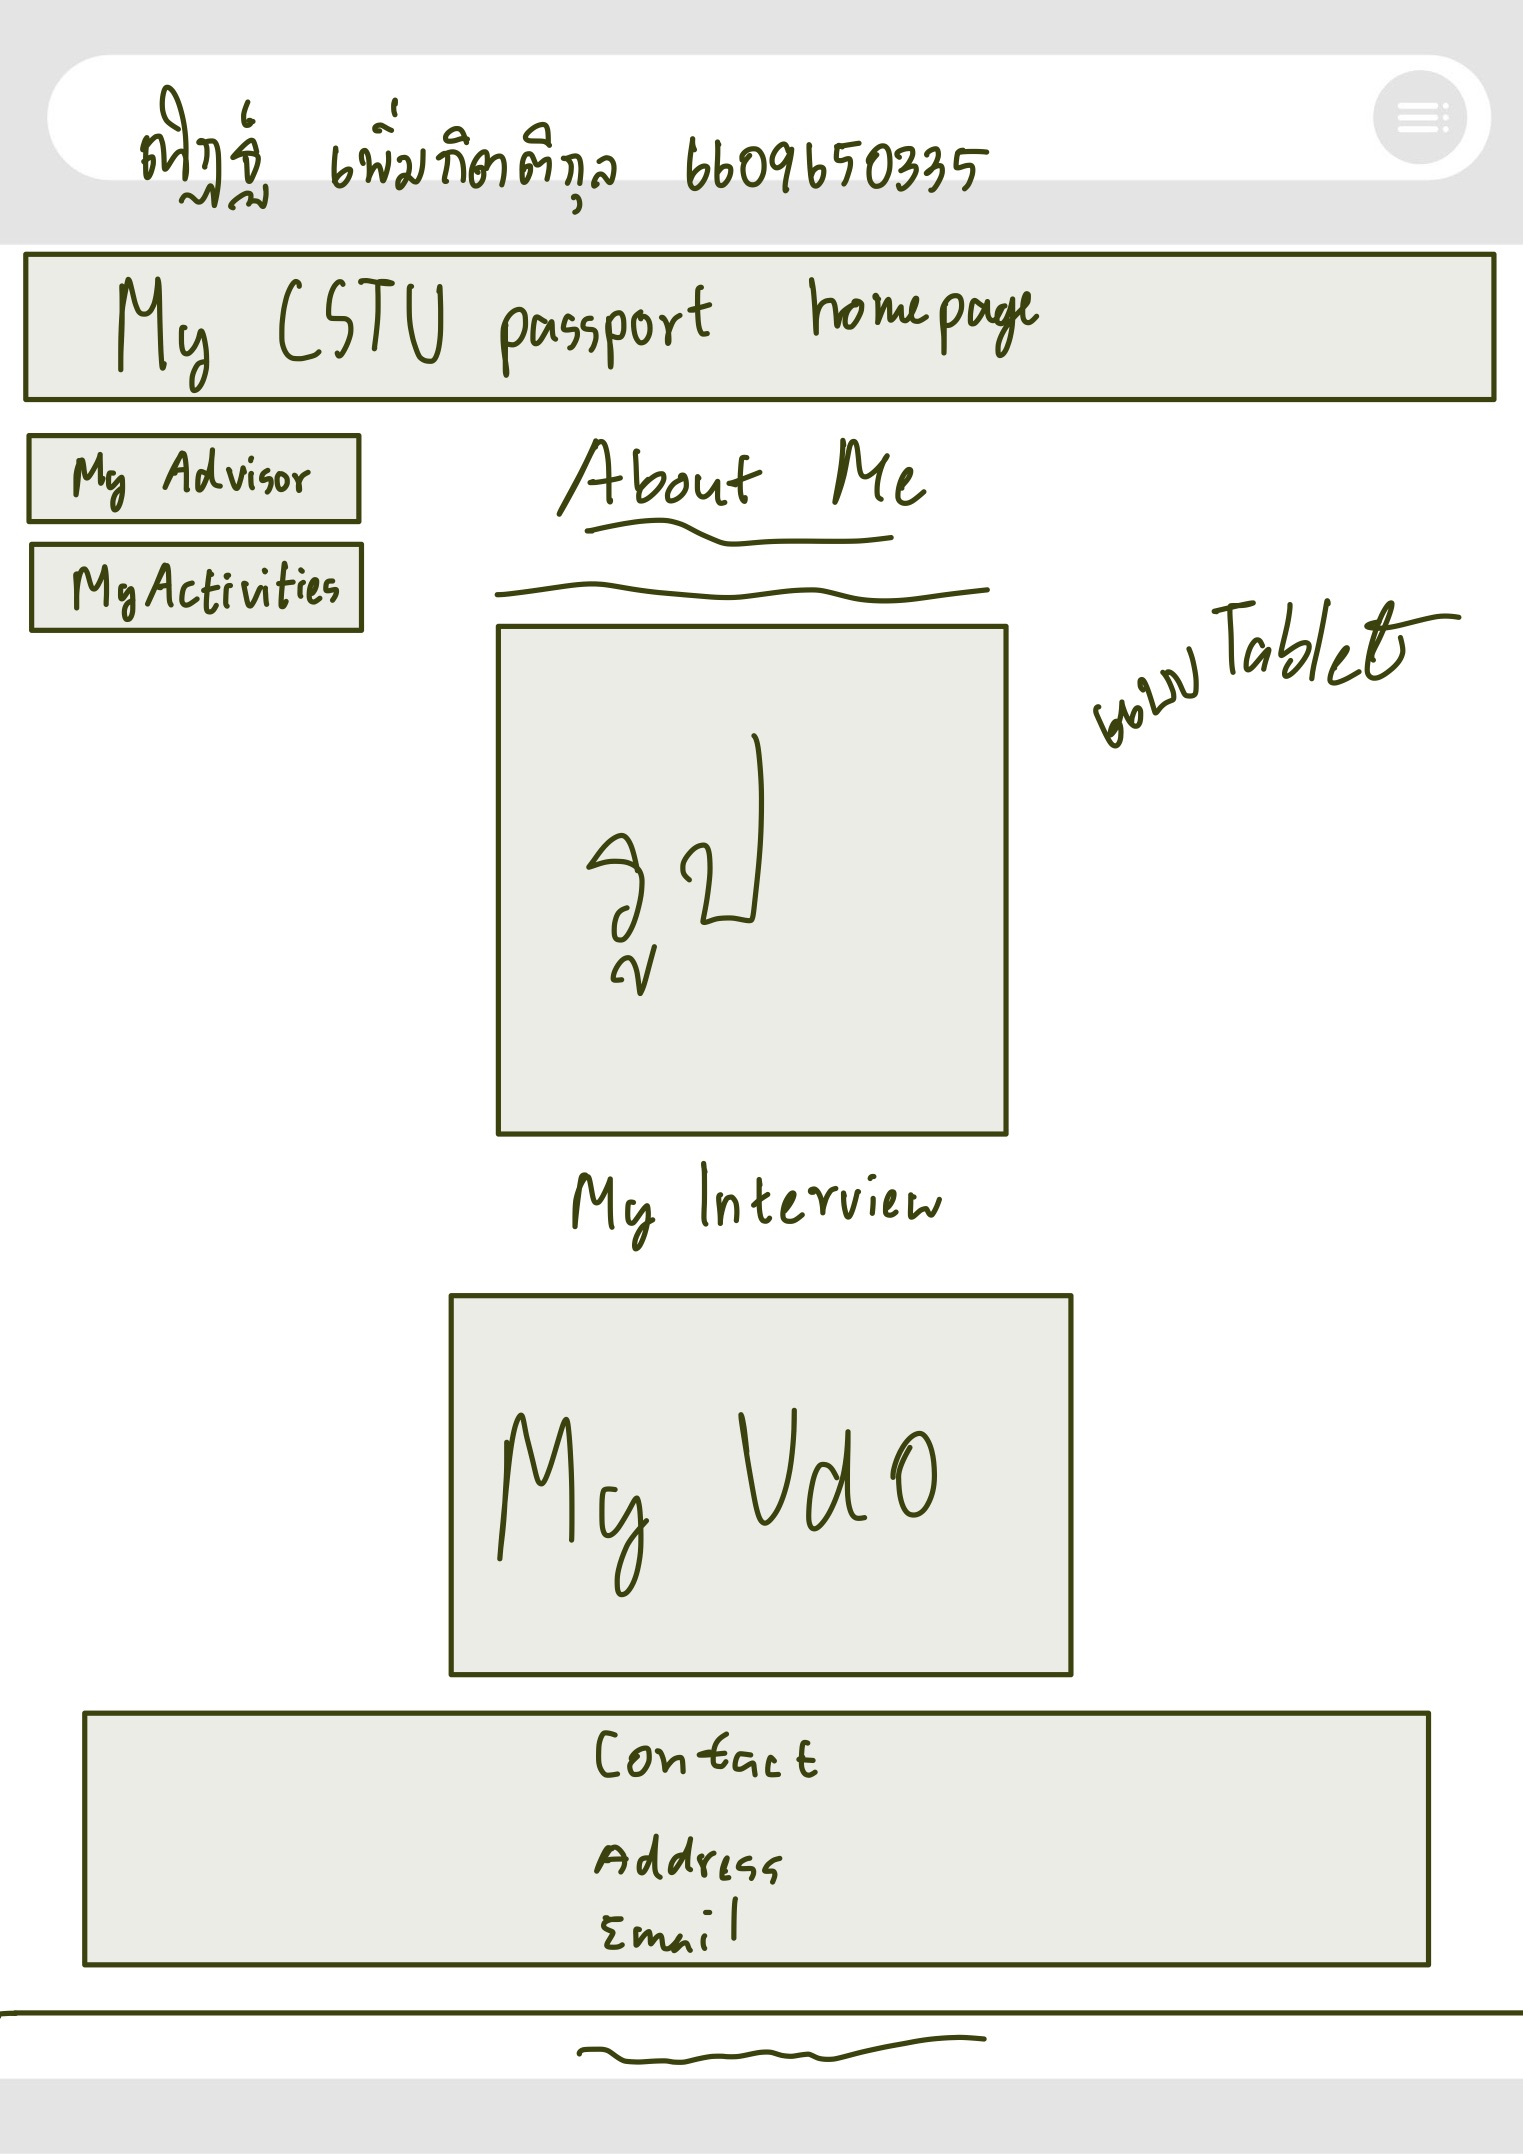 ณัฏฐ์ เพิ่มกิตติกุล 6609650335
My CSTU passport homepage
My Advisor
My Activities
About Me
แบบ Tablet
รูป
My Interview
My Vdo
Contact
Address
Email